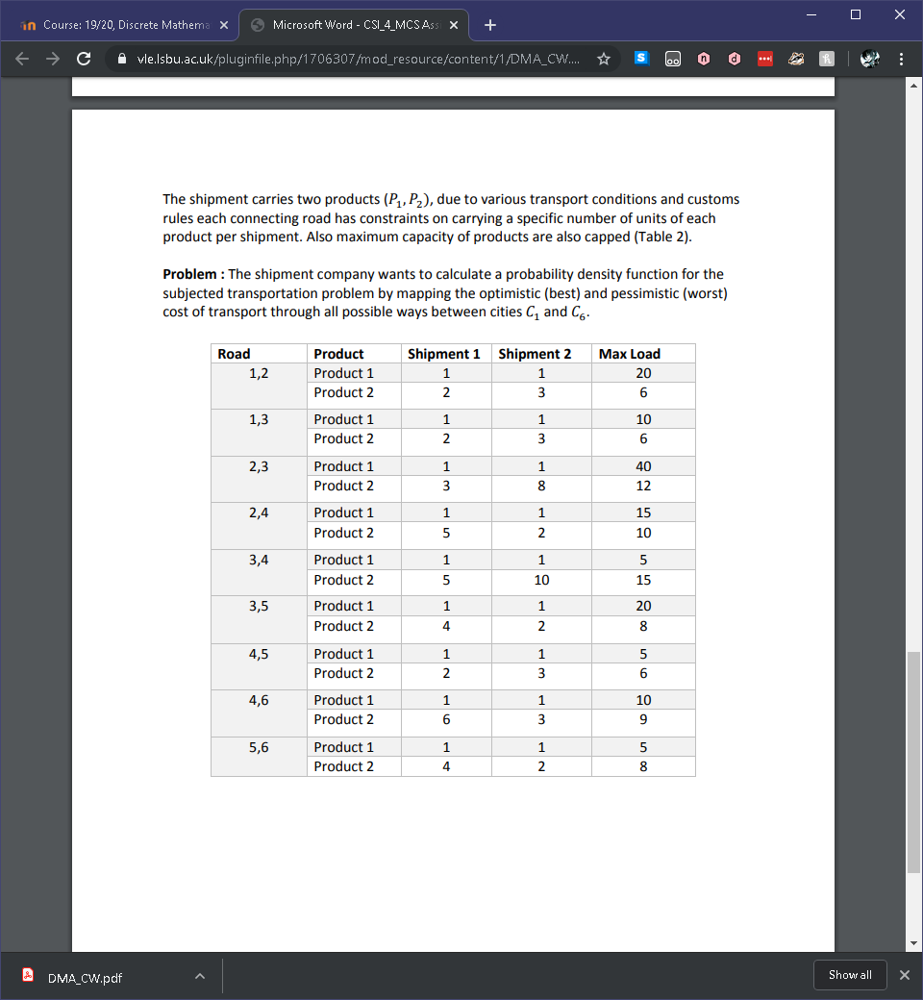 Course: 19/20, Discrete Mathema
Microsoft Word - CSI_4_MCS Ass
vle.lsbu.ac.uk/pluginfile.php/1706307/mod_resource/content/1/DMA_CW....
The shipment carries two products (P₁, P₂), due to various transport conditions and customs
rules each connecting road has constraints on carrying a specific number of units of each
product per shipment. Also maximum capacity of products are also capped (Table 2).
Problem : The shipment company wants to calculate a probability density function for the
subjected transportation problem by mapping the optimistic (best) and pessimistic (worst)
cost of transport through all possible ways between cities C₁ and C₆.
Road Product Shipment 1 Shipment 2 Max Load
1,2 Product 1 1 1 20
Product 2 2 3 6
1,3 Product 1 1 1 10
Product 2 2 3 6
2,3 Product 1 1 1 40
Product 2 3 8 12
2,4 Product 1 1 1 15
Product 2 5 2 10
3,4 Product 1 1 1 5
Product 2 5 10 15
3,5 Product 1 1 1 20
Product 2 4 2 8
4,5 Product 1 1 1 5
Product 2 2 3 6
4,6 Product 1 1 1 10
Product 2 6 3 9
5,6 Product 1 1 1 5
Product 2 4 2 8
DMA_CW.pdf
Show all